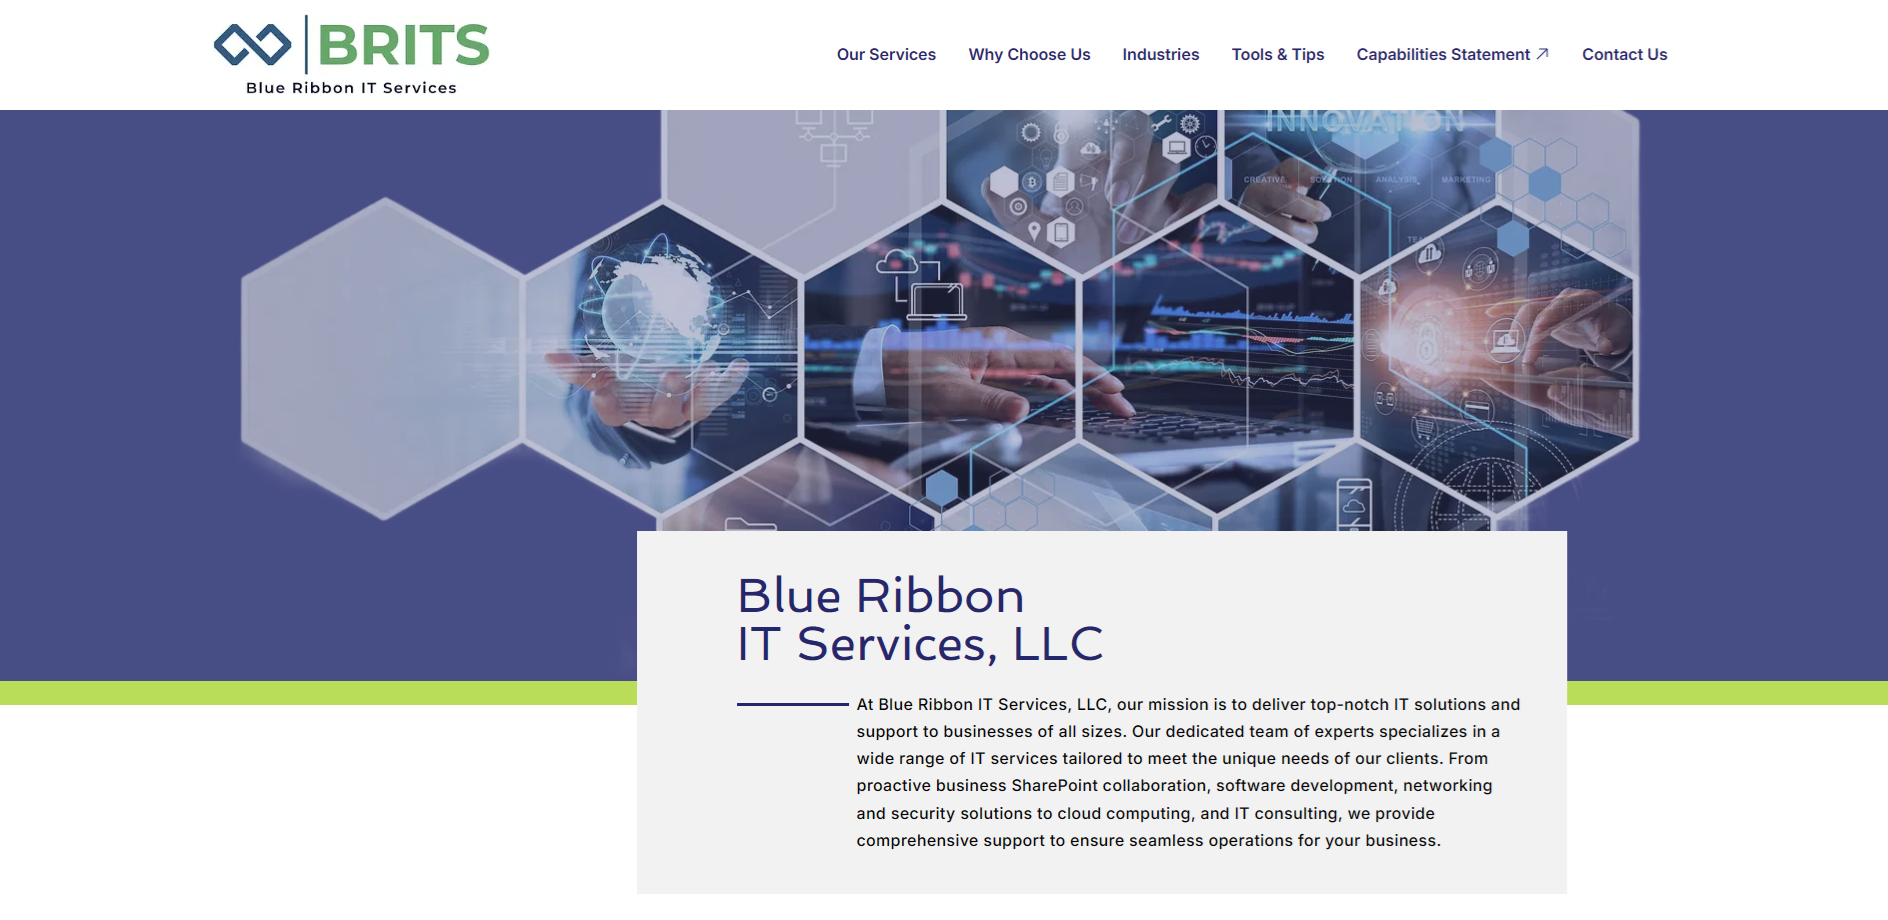 BRITS
Blue Ribbon IT Services
Our Services
Why Choose Us
Industries
Tools & Tips
Capabilities Statement
Contact Us
INNOVATION
CREATIVE
SOLUTION
ANALYSIS
MARKETING
Blue Ribbon
IT Services, LLC
At Blue Ribbon IT Services, LLC, our mission is to deliver top-notch IT solutions and
support to businesses of all sizes. Our dedicated team of experts specializes in a
wide range of IT services tailored to meet the unique needs of our clients. From
proactive business SharePoint collaboration, software development, networking
and security solutions to cloud computing, and IT consulting, we provide
comprehensive support to ensure seamless operations for your business.